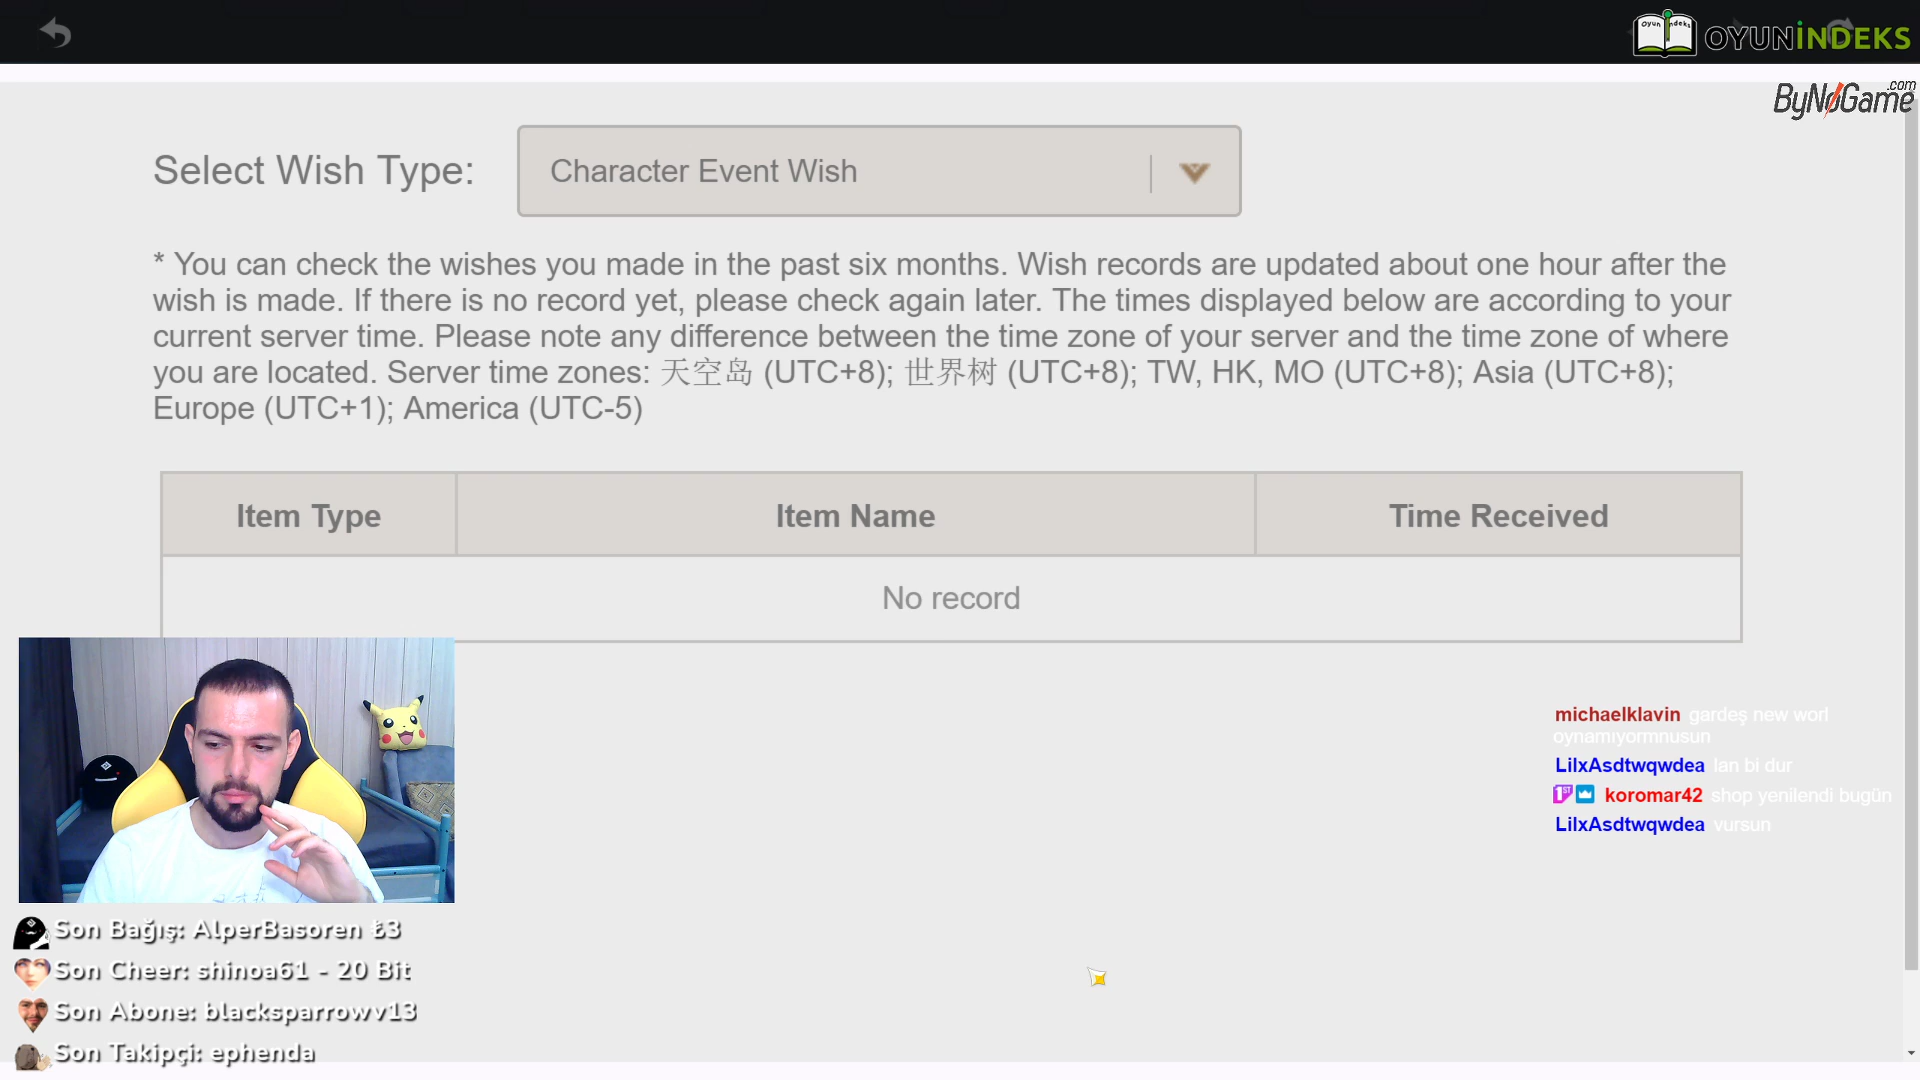 Oyun indeks
OYUNiNDEKS
ByNoGame.com
Select Wish Type:
Character Event Wish
* You can check the wishes you made in the past six months. Wish records are updated about one hour after the
wish is made. If there is no record yet, please check again later. The times displayed below are according to your
current server time. Please note any difference between the time zone of your server and the time zone of where
you are located. Server time zones: 天空岛 (UTC+8); 世界树 (UTC+8); TW, HK, MO (UTC+8); Asia (UTC+8);
Europe (UTC+1); America (UTC-5)
Item Type
Item Name
Time Received
No record
michaelklavin gardeş new worl
oynamıyormnusun
LilxAsdtwqwdea lan bi dur
1ST koromar42 shop yenilendi bugün
LilxAsdtwqwdea vursun
Son Bağış: AlperBasoren ₺3
Son Cheer: shinoa61 - 20 Bit
Son Abone: blacksparrowv13
Son Takipçi: ephenda